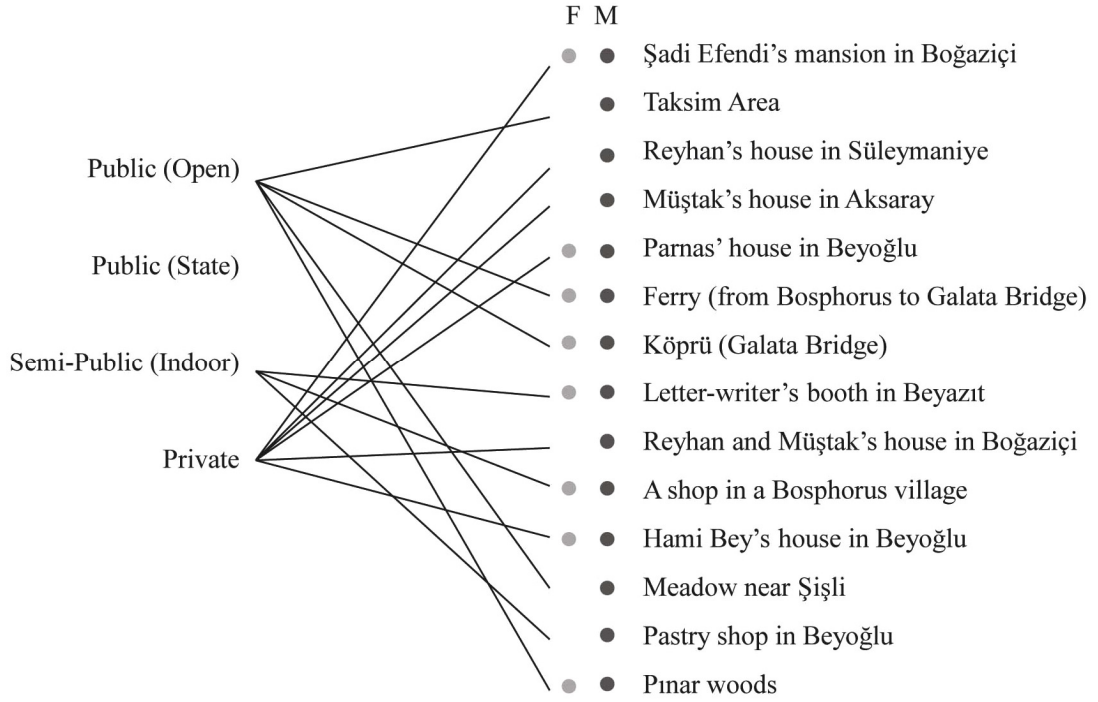 F M
Şadi Efendi’s mansion in Boğaziçi
Taksim Area
Reyhan’s house in Süleymaniye
Müştak’s house in Aksaray
Parnas’ house in Beyoğlu
Ferry (from Bosphorus to Galata Bridge)
Köprü (Galata Bridge)
Letter-writer’s booth in Beyazıt
Reyhan and Müştak’s house in Boğaziçi
A shop in a Bosphorus village
Hami Bey’s house in Beyoğlu
Meadow near Şişli
Pastry shop in Beyoğlu
Pınar woods
Public (Open)
Public (State)
Semi-Public (Indoor)
Private